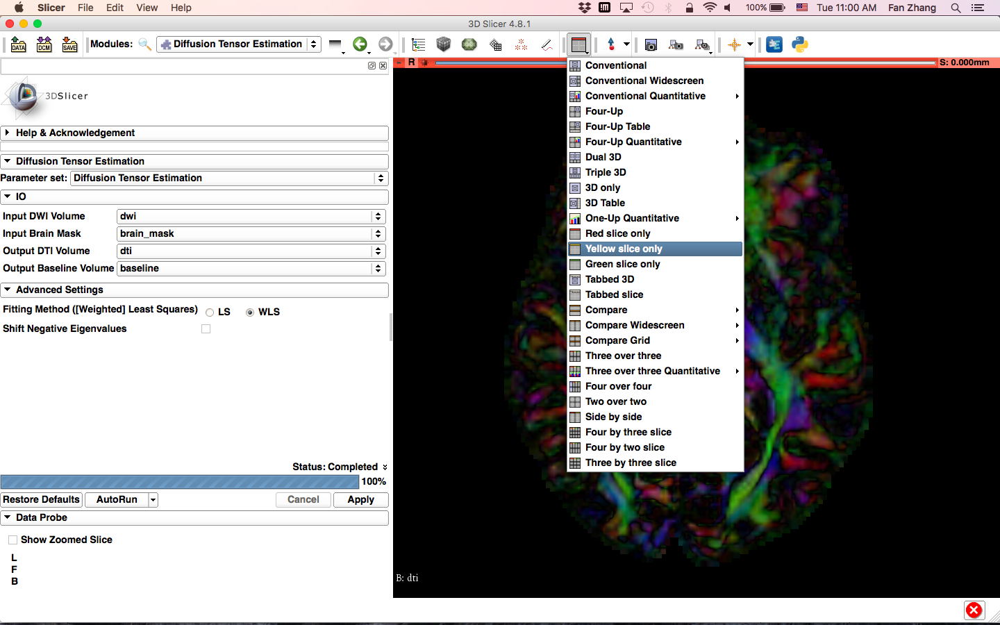 Slicer File Edit View Help 100% Tue 11:00 AM Fan Zhang
3D Slicer 4.8.1
DATA DCM SAVE Modules: Diffusion Tensor Estimation
R S: 0.000mm
3DSlicer
Help & Acknowledgement
Diffusion Tensor Estimation
Parameter set: Diffusion Tensor Estimation
IO
Input DWI Volume dwi
Input Brain Mask brain_mask
Output DTI Volume dti
Output Baseline Volume baseline
Advanced Settings
Fitting Method ([Weighted] Least Squares) LS WLS
Shift Negative Eigenvalues
Status: Completed
100%
Restore Defaults AutoRun Cancel Apply
Data Probe
Show Zoomed Slice
L
F
B
Conventional
Conventional Widescreen
Conventional Quantitative
Four-Up
Four-Up Table
Four-Up Quantitative
Dual 3D
Triple 3D
3D only
3D Table
One-Up Quantitative
Red slice only
Yellow slice only
Green slice only
Tabbed 3D
Tabbed slice
Compare
Compare Widescreen
Compare Grid
Three over three
Three over three Quantitative
Four over four
Two over two
Side by side
Four by three slice
Four by two slice
Three by three slice
B: dti